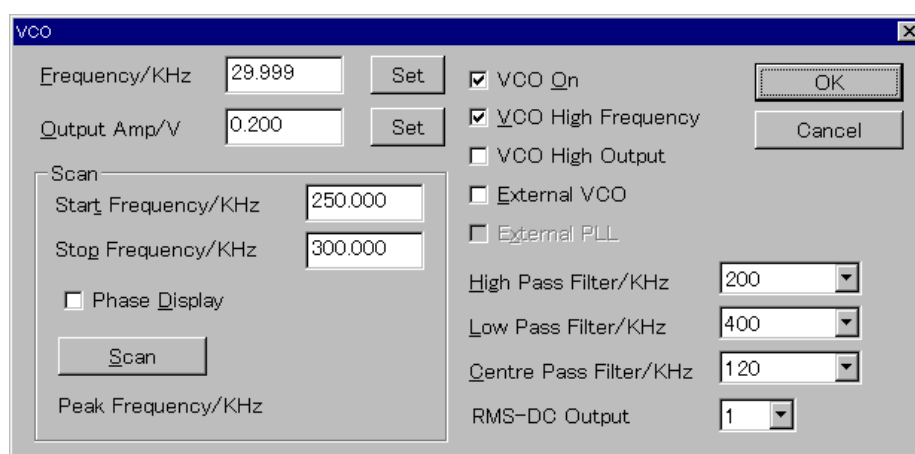 VCO
Frequency/KHz 29.999 Set
Output Amp/V 0.200 Set
Scan
Start Frequency/KHz 250.000
Stop Frequency/KHz 300.000
Phase Display
Scan
Peak Frequency/KHz
VCO On
VCO High Frequency
VCO High Output
External VCO
External PLL
High Pass Filter/KHz 200
Low Pass Filter/KHz 400
Centre Pass Filter/KHz 120
RMS-DC Output 1
OK
Cancel